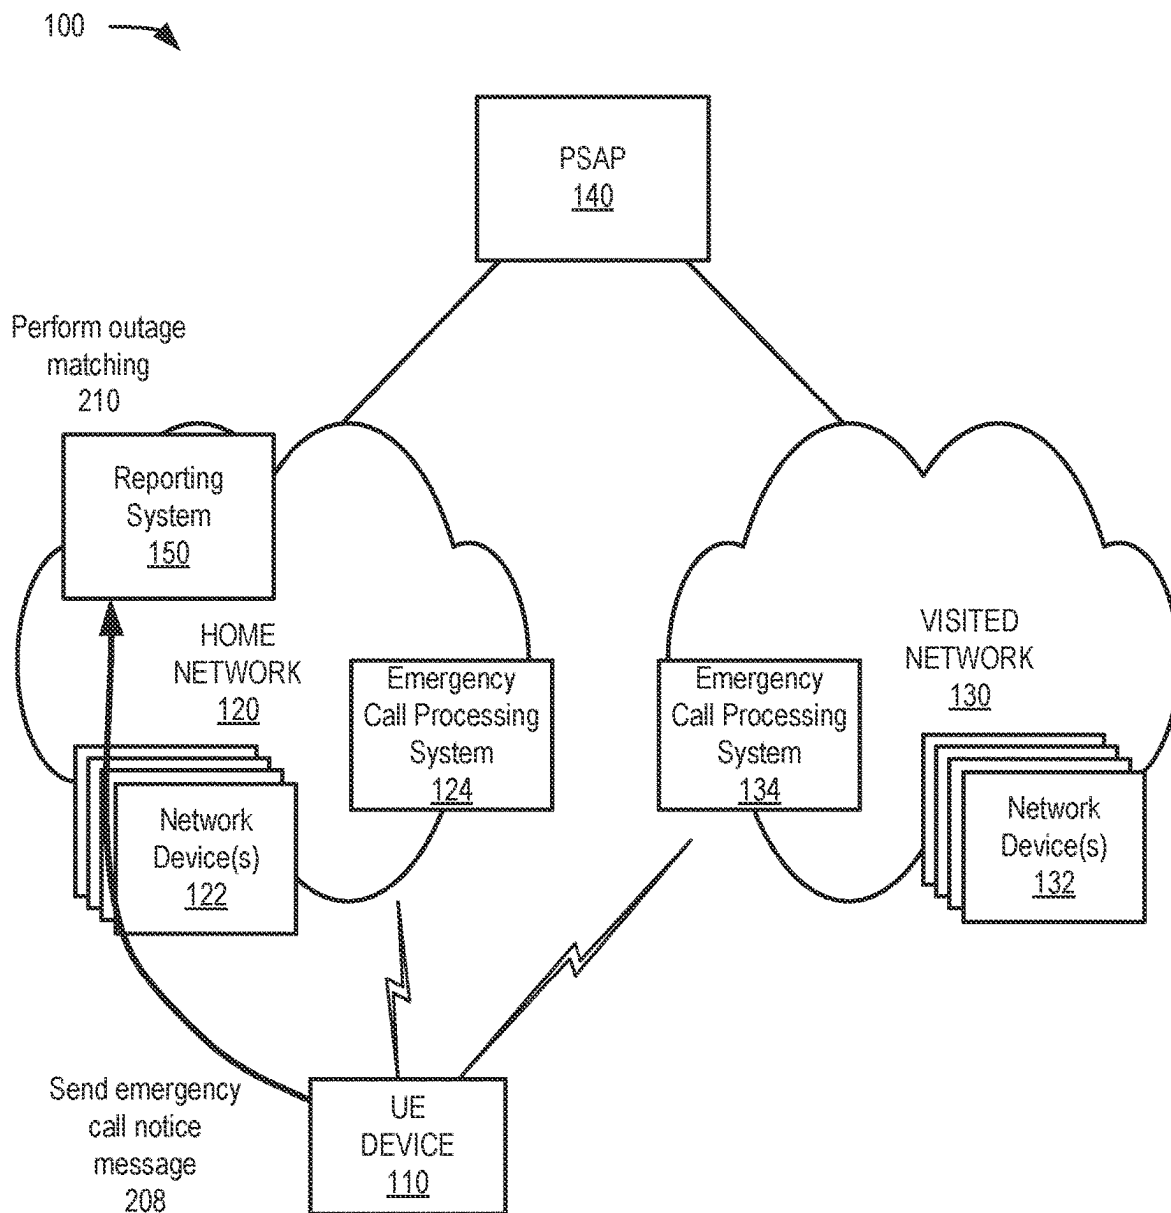 100
PSAP
140
Perform outage
matching
210
Reporting
System
150
HOME
NETWORK
120
VISITED
NETWORK
130
Emergency
Call Processing
System
124
Emergency
Call Processing
System
134
Network
Device(s)
122
Network
Device(s)
132
Send emergency
call notice
message
208
UE
DEVICE
110